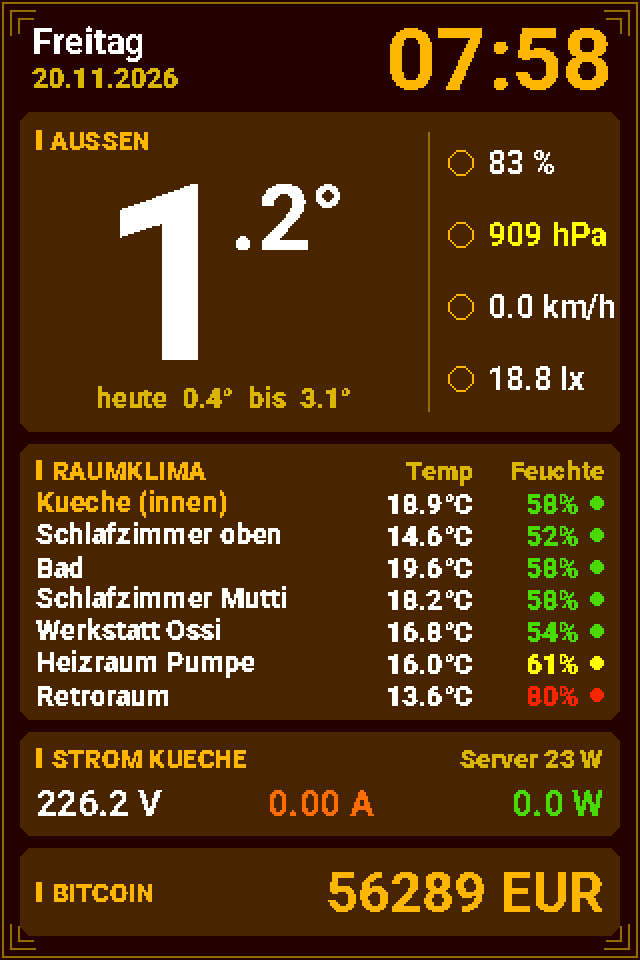 Freitag
20.11.2026
07:58
AUSSEN
1.2°
heute 0.4° bis 3.1°
83 %
909 hPa
0.0 km/h
18.8 lx
RAUMKLIMA Temp Feuchte
Kueche (innen) 18.9°C 58%
Schlafzimmer oben 14.6°C 52%
Bad 19.6°C 58%
Schlafzimmer Mutti 18.2°C 58%
Werkstatt Ossi 16.8°C 54%
Heizraum Pumpe 16.0°C 61%
Retroraum 13.6°C 80%
STROM KUECHE Server 23 W
226.2 V 0.00 A 0.0 W
BITCOIN 56289 EUR